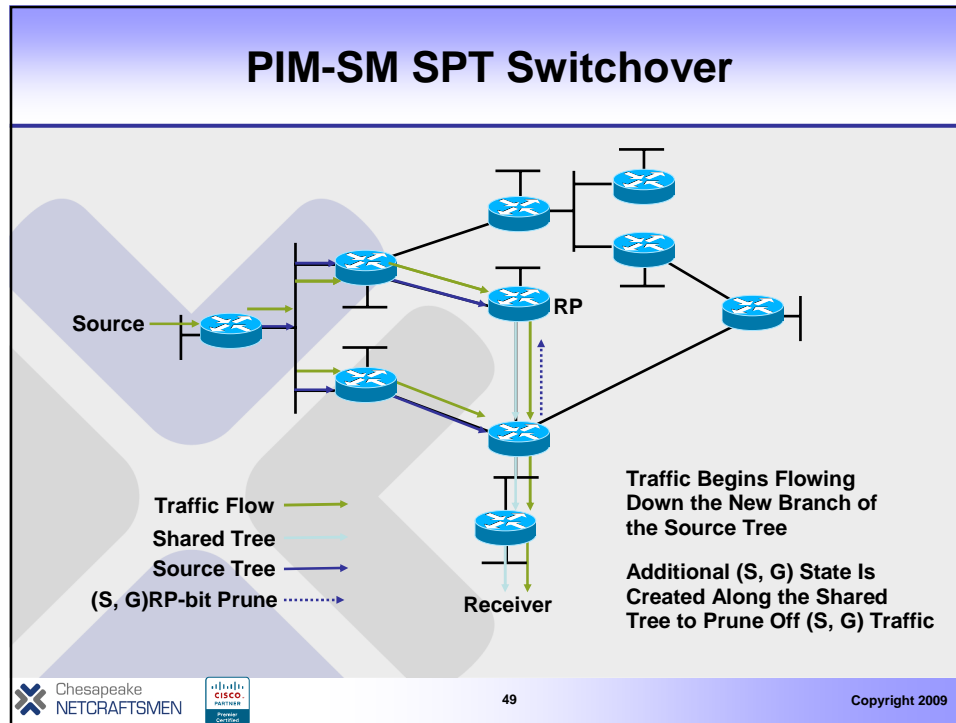 PIM-SM SPT Switchover
Source
RP
Traffic Flow
Shared Tree
Source Tree
(S, G)RP-bit Prune
Receiver
Traffic Begins Flowing
Down the New Branch of
the Source Tree
Additional (S, G) State Is
Created Along the Shared
Tree to Prune Off (S, G) Traffic
Chesapeake
NETCRAFTSMEN
CISCO
PARTNER
Premier
Certified
49
Copyright 2009